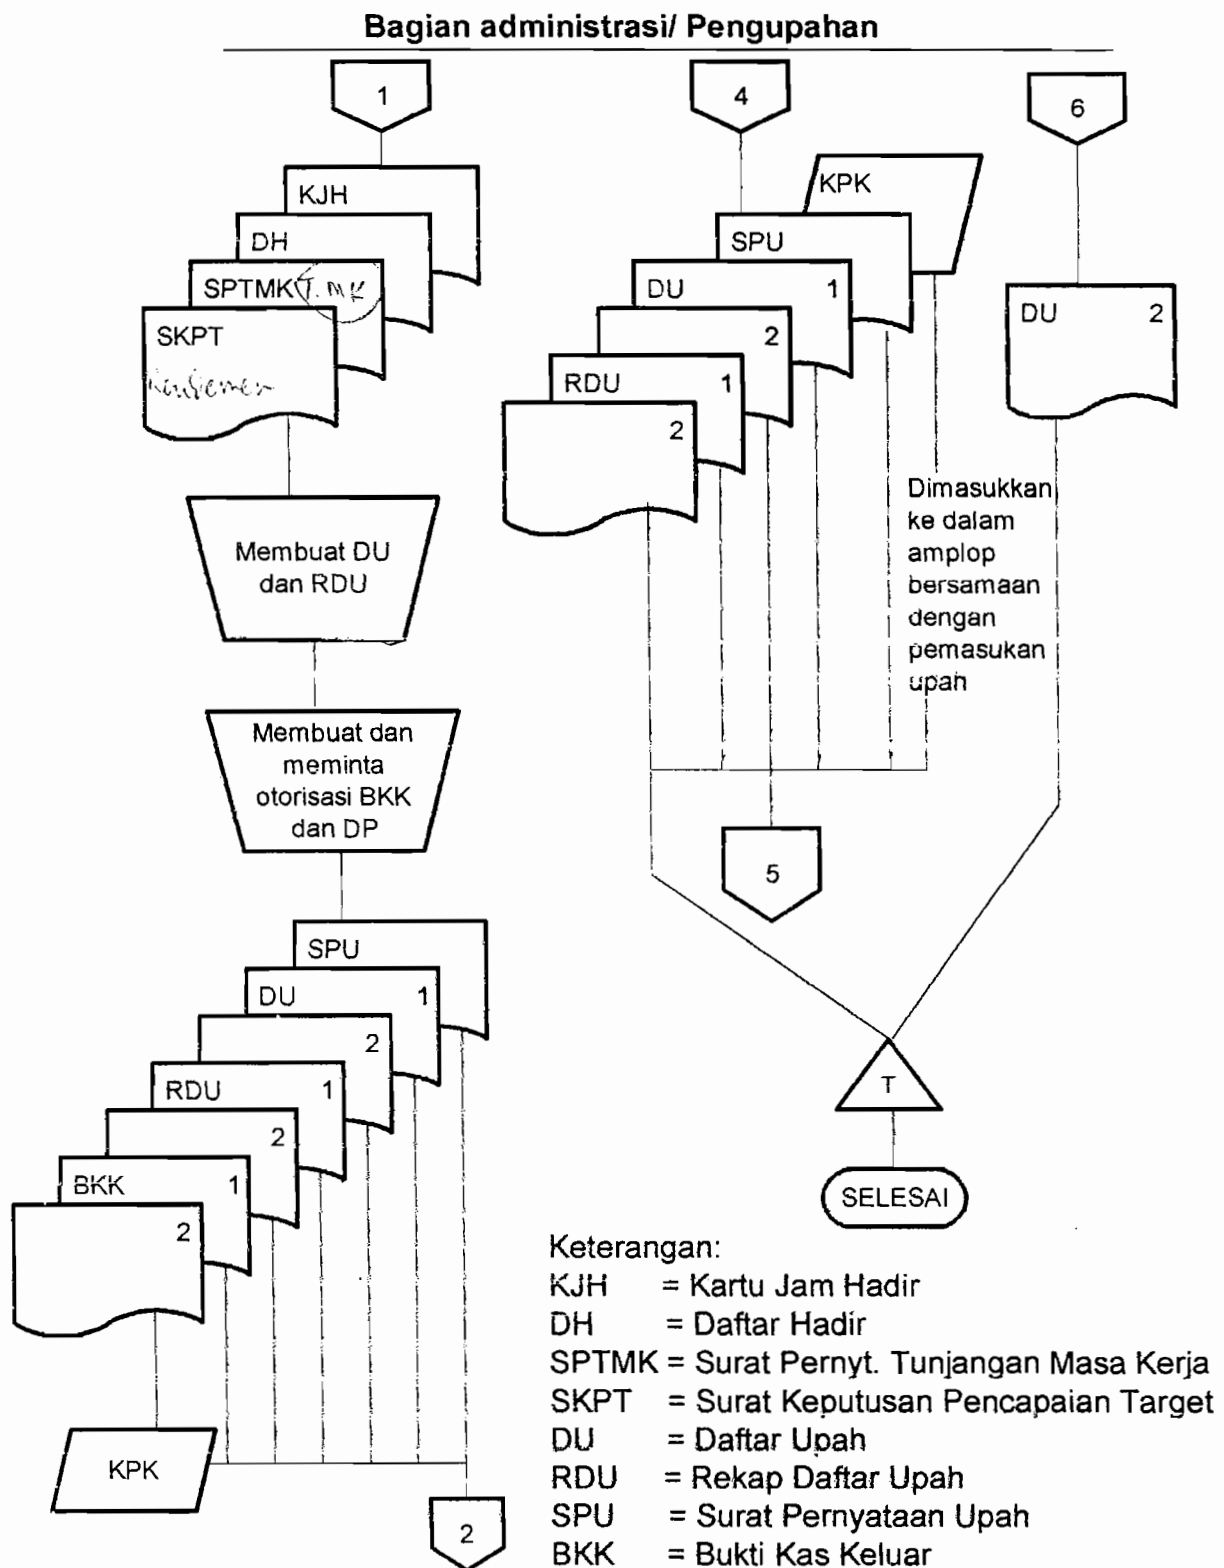 Bagian administrasi/ Pengupahan
1
KJH
DH
SPTMK T.MK
SKPT
Membuat DU
dan RDU
Membuat dan
meminta
otorisasi BKK
dan DP
SPU
DU 1
2
RDU 1
2
BKK 1
2
KPK
2
4
KPK
SPU
DU 1
2
RDU 1
2
Dimasukkan
ke dalam
amplop
bersamaan
dengan
pemasukan
upah
5
6
DU 2
T
SELESAI
Keterangan:
KJH = Kartu Jam Hadir
DH = Daftar Hadir
SPTMK = Surat Pernyt. Tunjangan Masa Kerja
SKPT = Surat Keputusan Pencapaian Target
DU = Daftar Upah
RDU = Rekap Daftar Upah
SPU = Surat Pernyataan Upah
BKK = Bukti Kas Keluar